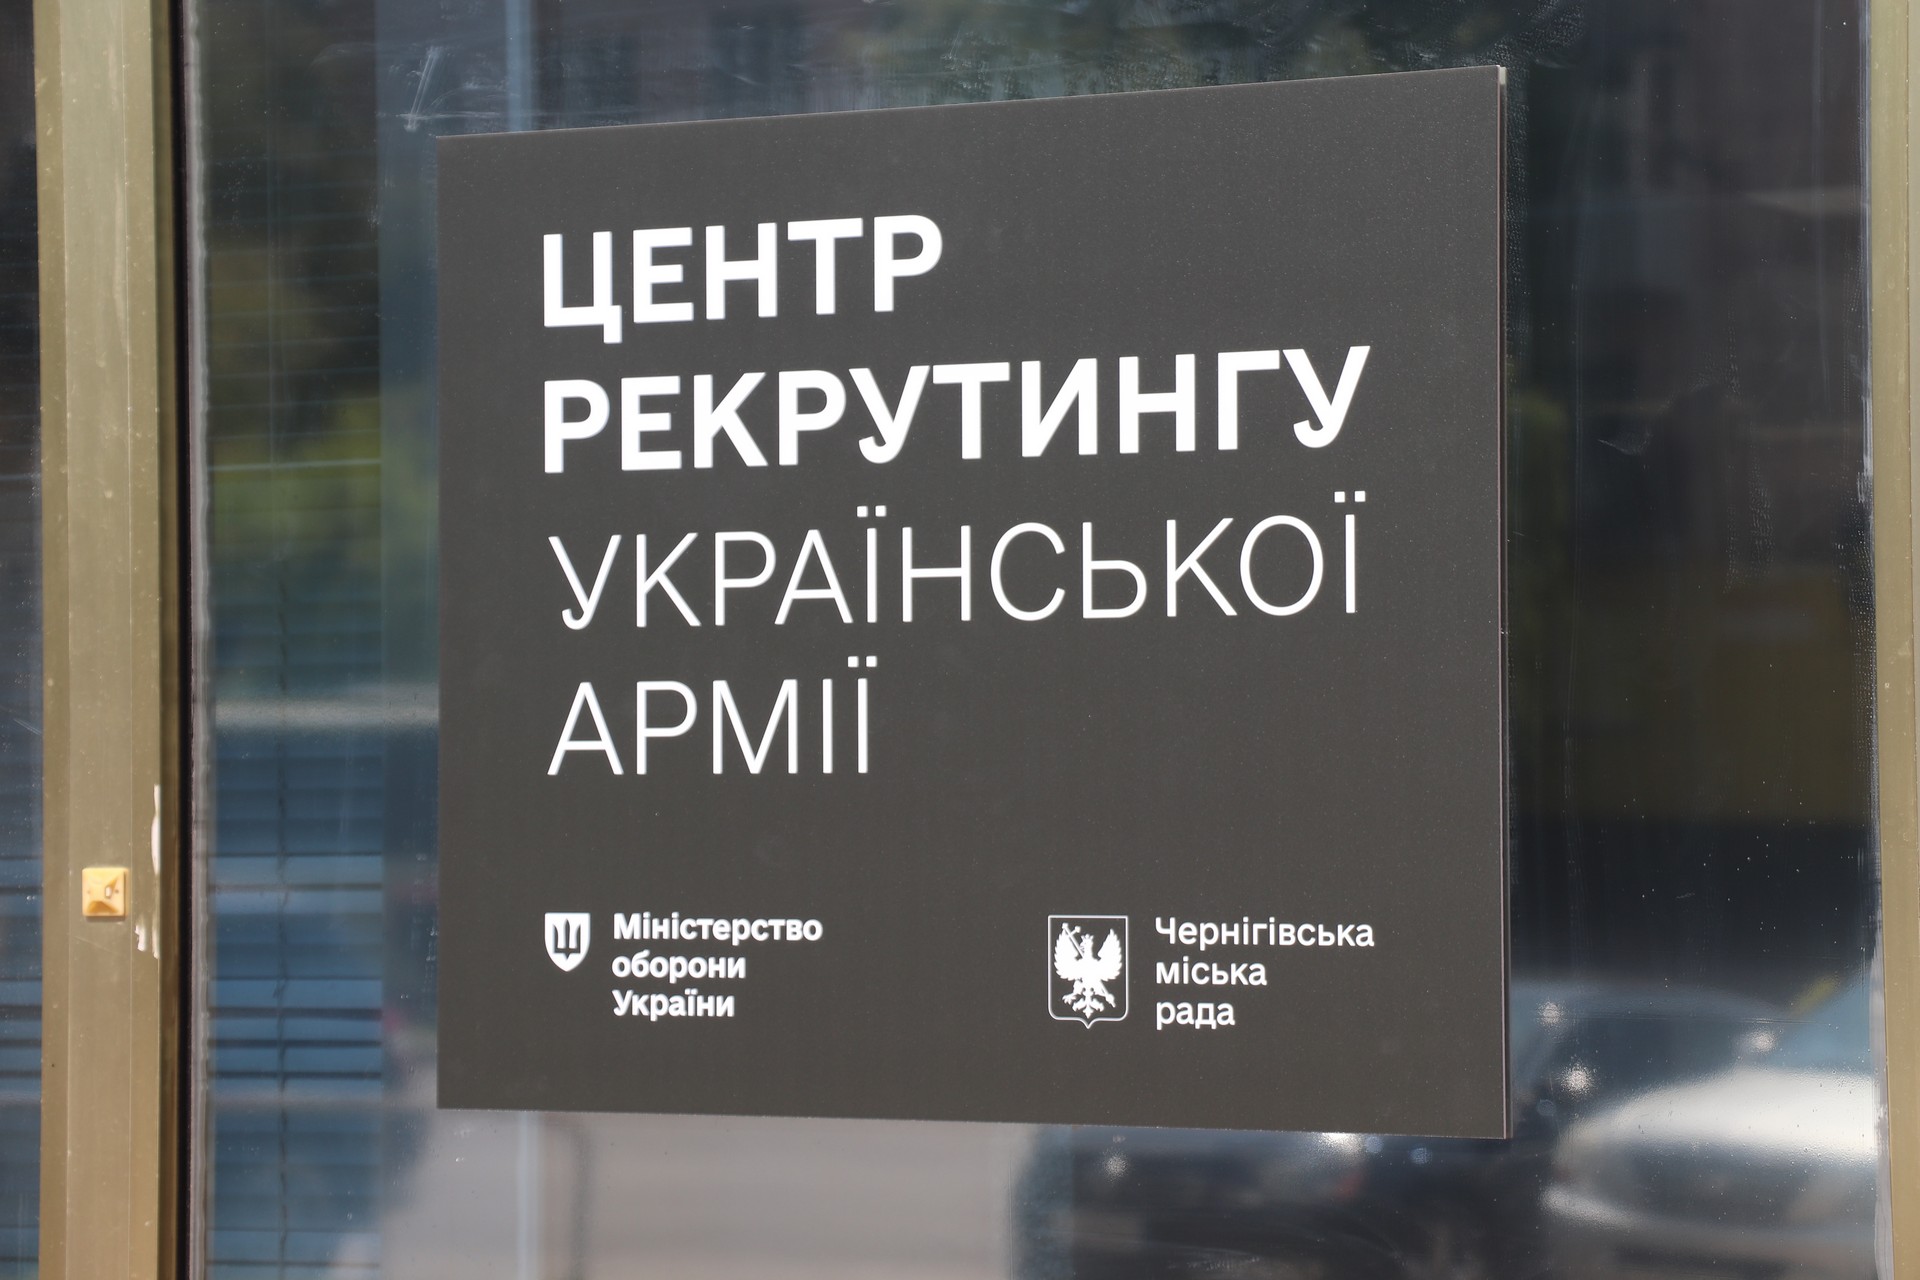 ЦЕНТР
РЕКРУТИНГУ
УКРАЇНСЬКОЇ
АРМІЇ
Міністерство
оборони
України
Чернігівська
міська
рада